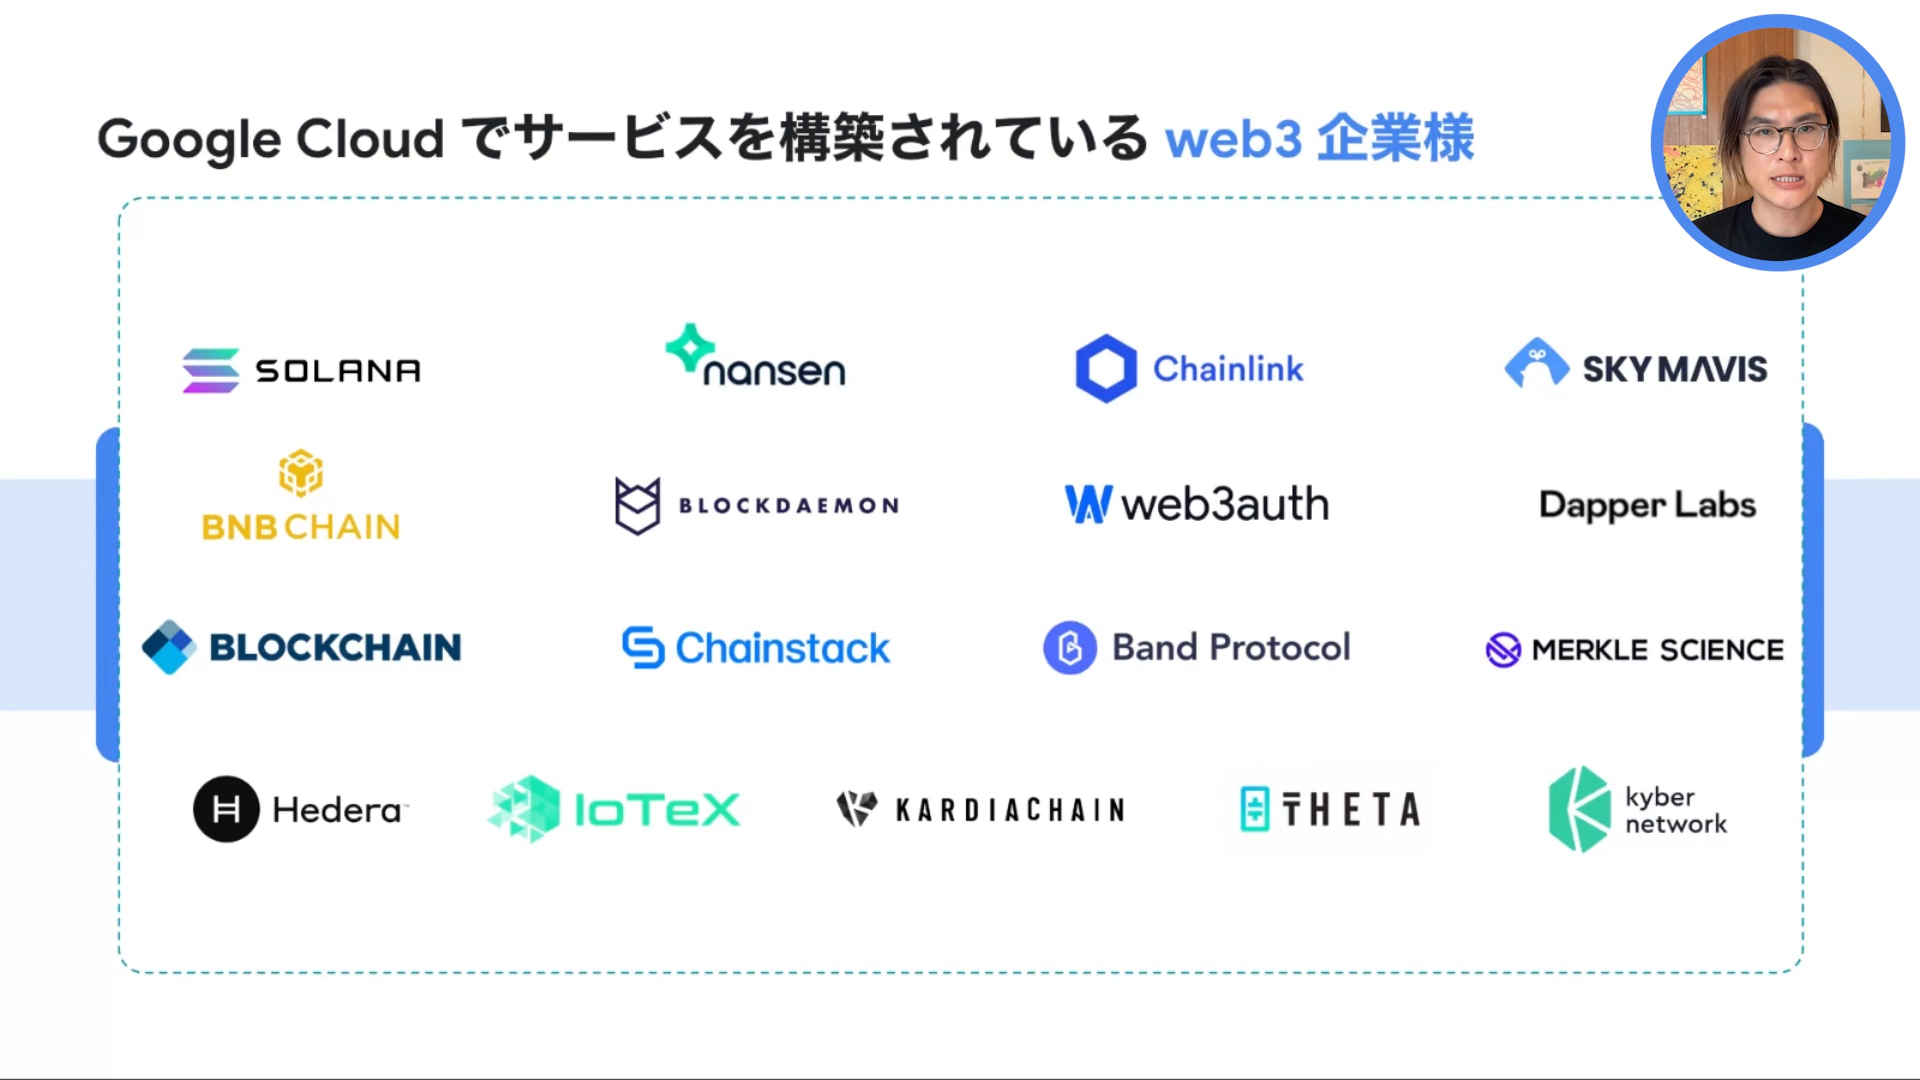 Google Cloud でサービスを構築されている web3 企業様
SOLANA
nansen
Chainlink
SKY MAVIS
BNB CHAIN
BLOCKDAEMON
web3auth
Dapper Labs
BLOCKCHAIN
Chainstack
Band Protocol
MERKLE SCIENCE
Hedera
IoTeX
KARDIACHAIN
THETA
kyber
network